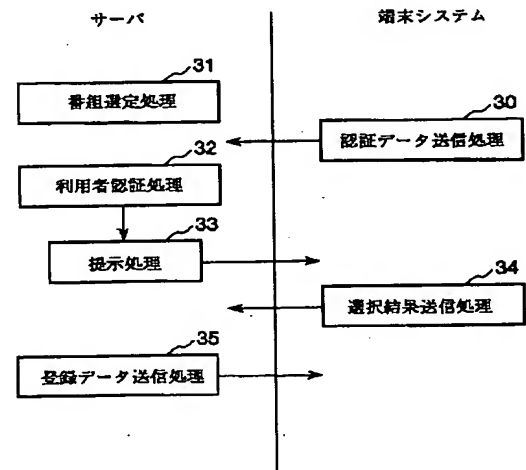 サーバ
端末システム
31
番組選定処理
30
認証データ送信処理
32
利用者認証処理
33
提示処理
34
選択結果送信処理
35
登録データ送信処理